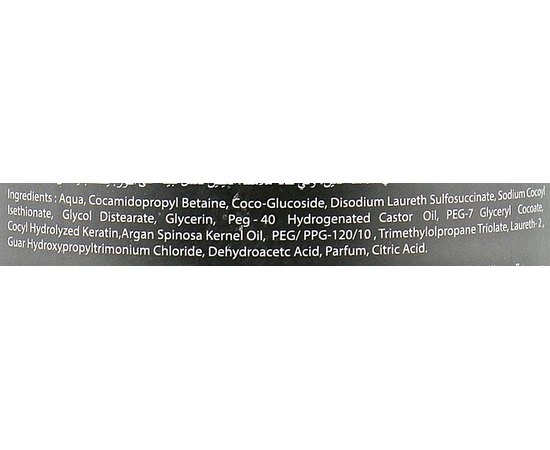 Ingredients : Aqua, Cocamidopropyl Betaine, Coco-Glucoside, Disodium Laureth Sulfosuccinate, Sodium Cocoyl
Isethionate, Glycol Distearate, Glycerin, Peg - 40 Hydrogenated Castor Oil, PEG-7 Glyceryl Cocoate,
Cocyl Hydrolyzed Keratin,Argan Spinosa Kernel Oil, PEG/ PPG-120/10 , Trimethylolpropane Triolate, Laureth-2 ,
Guar Hydroxypropyltrimonium Chloride, Dehydroacetc Acid, Parfum, Citric Acid.